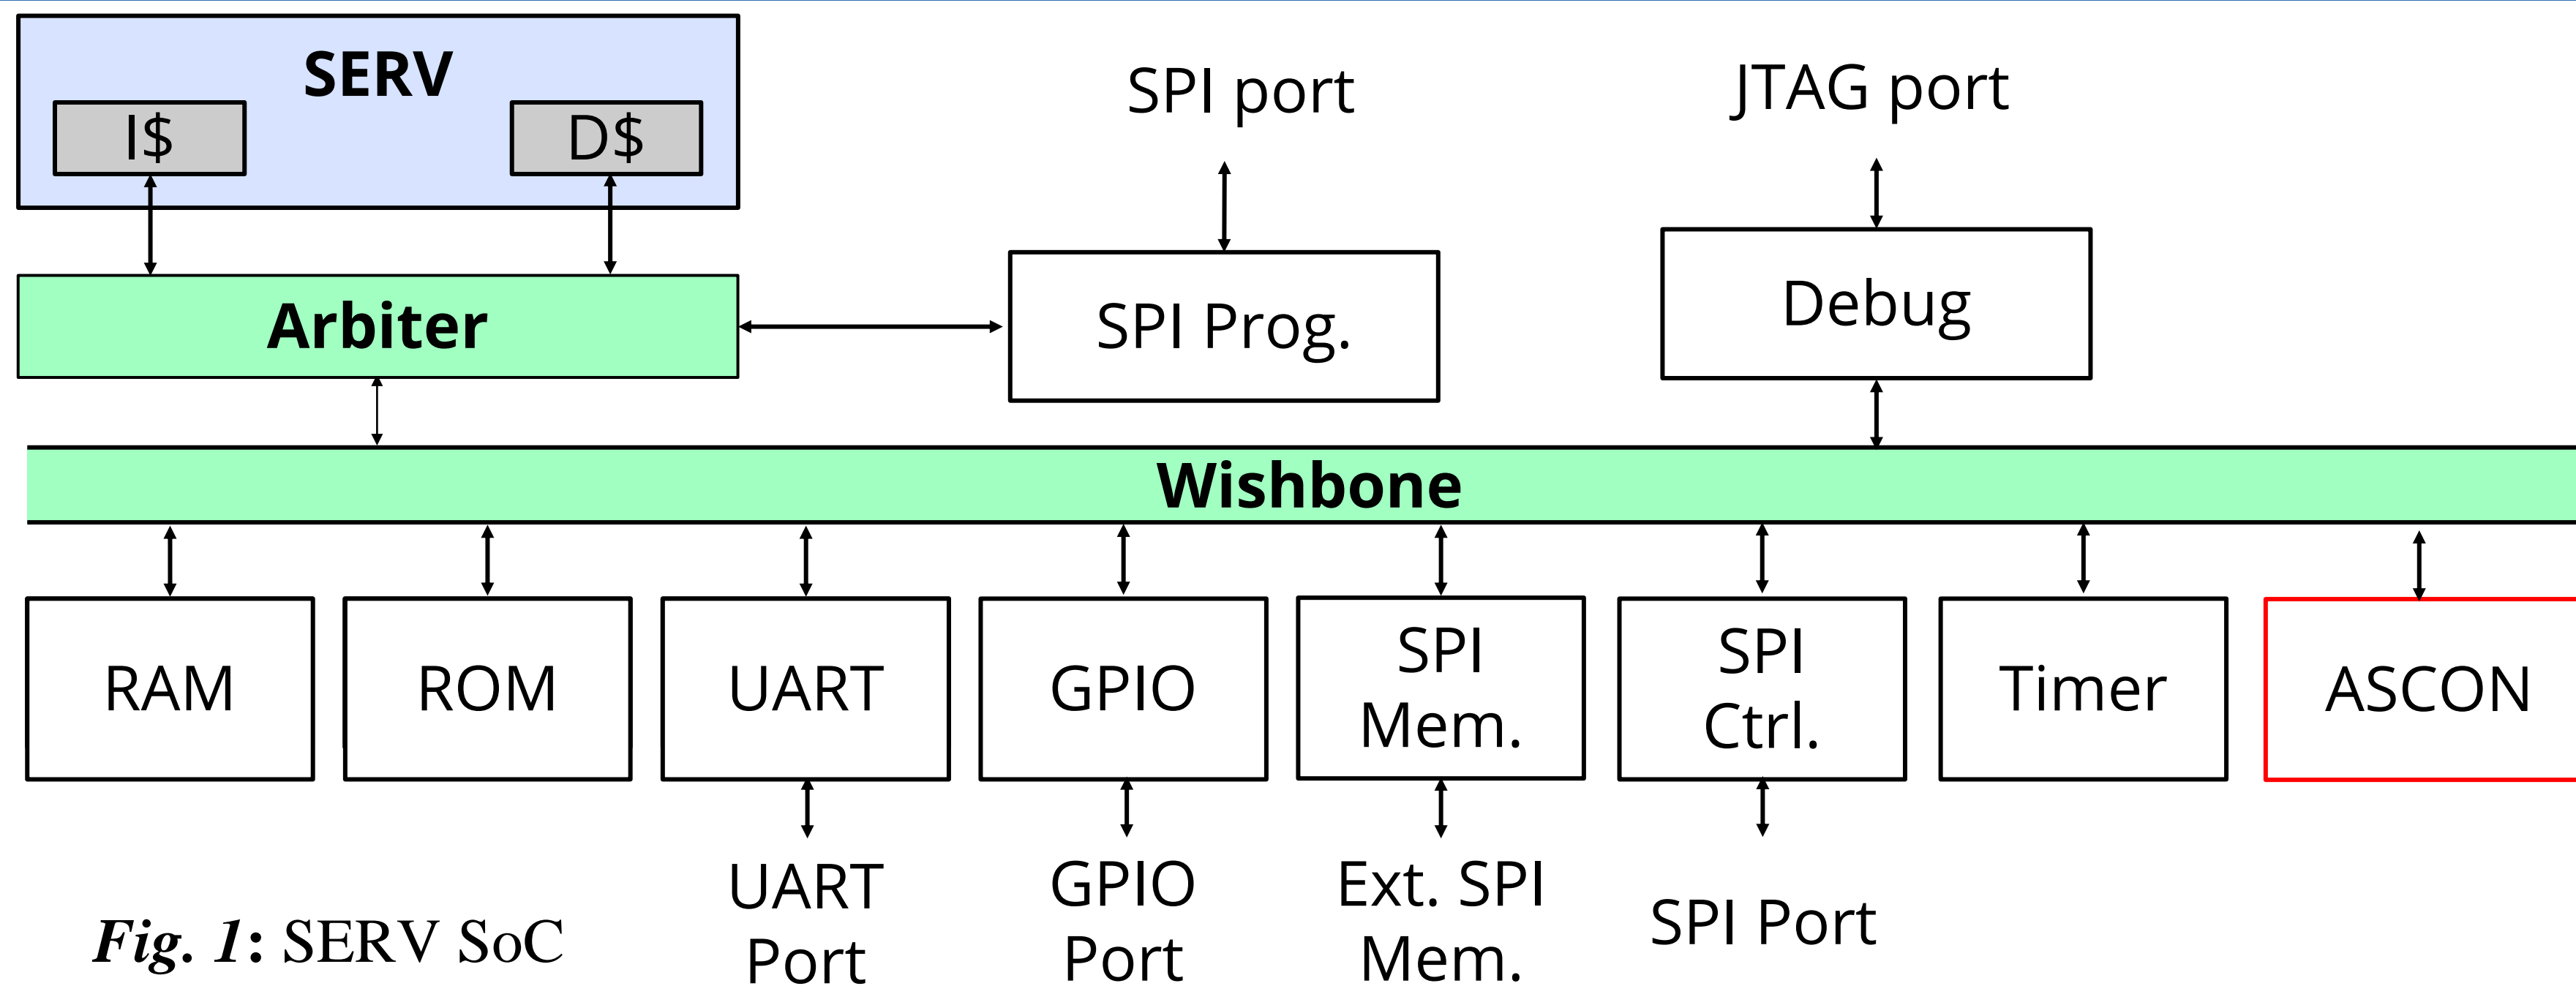 SERV
I$
D$
SPI port
JTAG port
Arbiter
SPI Prog.
Debug
Wishbone
RAM
ROM
UART
GPIO
SPI
Mem.
SPI
Ctrl.
Timer
ASCON
UART
Port
GPIO
Port
Ext. SPI
Mem.
SPI Port
Fig. 1: SERV SoC